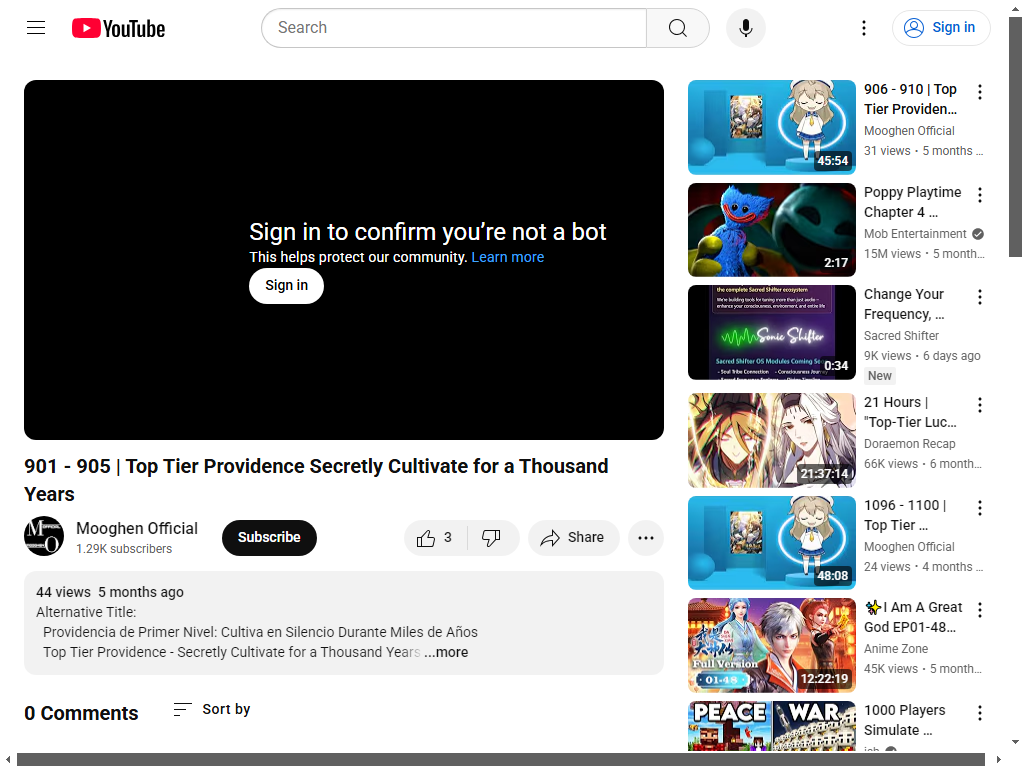 YouTube
Search
Sign in
Sign in to confirm you're not a bot
This helps protect our community. Learn more
Sign in
901 - 905 | Top Tier Providence Secretly Cultivate for a Thousand
Years
Mooghen Official
1.29K subscribers
Subscribe
3
Share
44 views 5 months ago
Alternative Title:
Providencia de Primer Nivel: Cultiva en Silencio Durante Miles de Años
Top Tier Providence - Secretly Cultivate for a Thousand Years ...more
0 Comments
Sort by
45:54
906 - 910 | Top
Tier Providen...
Mooghen Official
31 views • 5 months ...
2:17
Poppy Playtime
Chapter 4 ...
Mob Entertainment
15M views • 5 month...
the complete Sacred Shifter ecosystem
Sonic Shifter
Sacred Shifter OS Modules Coming
0:34
Change Your
Frequency, ...
Sacred Shifter
9K views • 6 days ago
New
21:37:14
21 Hours |
"Top-Tier Luc...
Doraemon Recap
66K views • 6 month...
48:08
1096 - 1100 |
Top Tier ...
Mooghen Official
24 views • 4 months ...
Full Version
01-48
12:22:19
✨I Am A Great
God EP01-48...
Anime Zone
45K views • 5 month...
PEACE WAR
1000 Players
Simulate ...